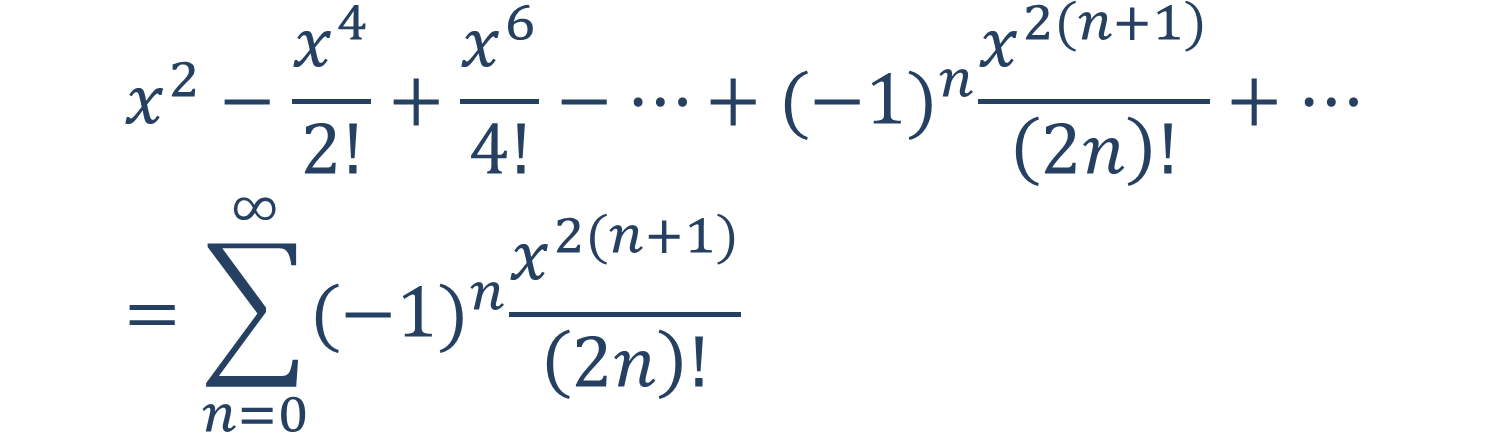 x^2 − x^4/2! + x^6/4! − ⋯ + (−1)^n x^{2(n+1)}/(2n)! + ⋯
= ∑_{n=0}^{∞} (−1)^n x^{2(n+1)}/(2n)!